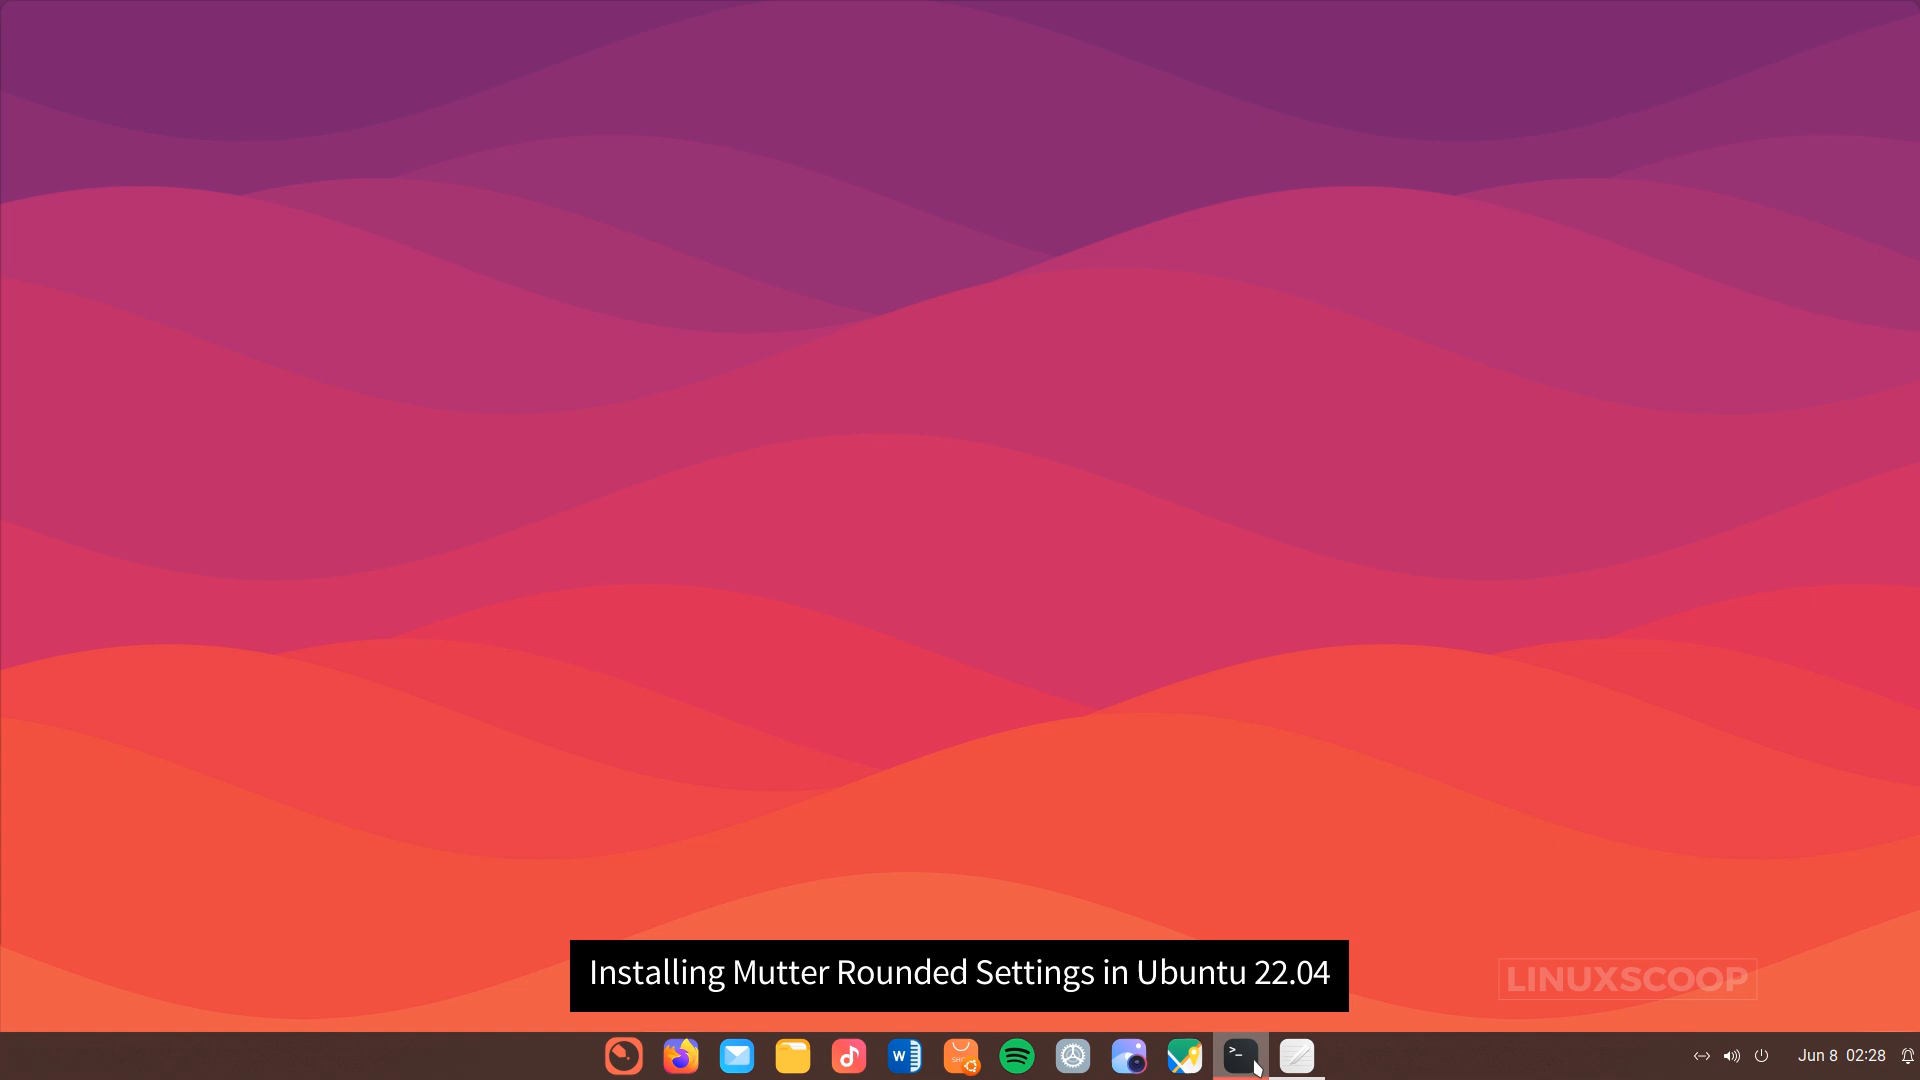 Installing Mutter Rounded Settings in Ubuntu 22.04
LINUXSCOOP
W
>_
Jun 8 02:28